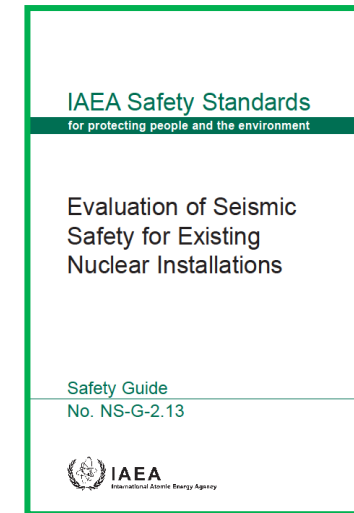 IAEA Safety Standards
for protecting people and the environment
Evaluation of Seismic
Safety for Existing
Nuclear Installations
Safety Guide
No. NS-G-2.13
IAEA
International Atomic Energy Agency